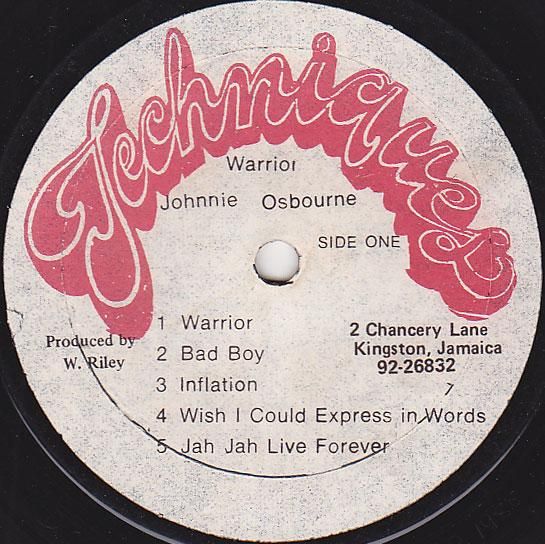 Techniques
Warrior
Johnnie Osbourne
SIDE ONE
1 Warrior
2 Bad Boy
3 Inflation
4 Wish I Could Express in Words
5 Jah Jah Live Forever
Produced by
W. Riley
2 Chancery Lane
Kingston, Jamaica
92-26832
7